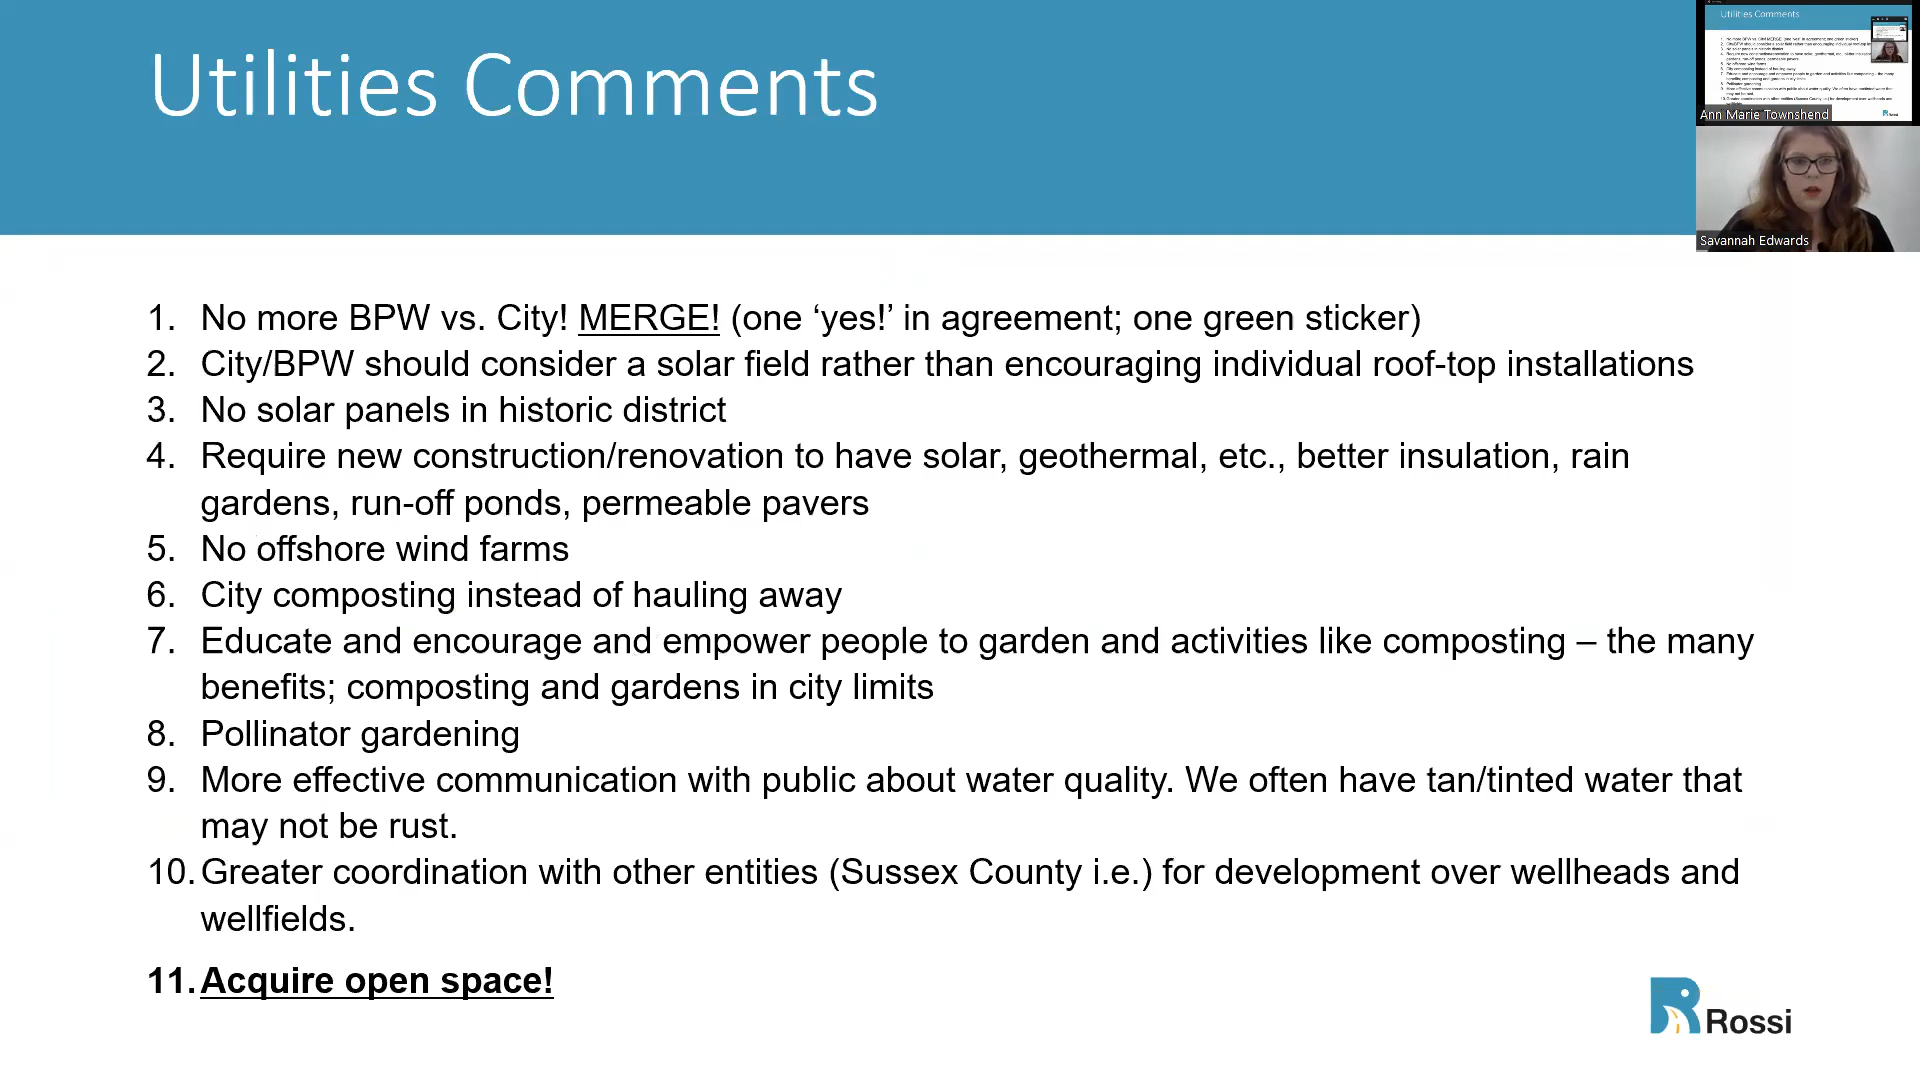 Utilities Comments
1. No more BPW vs. City! MERGE! (one ‘yes!’ in agreement; one green sticker)
2. City/BPW should consider a solar field rather than encouraging individual roof-top installations
3. No solar panels in historic district
4. Require new construction/renovation to have solar, geothermal, etc., better insulation, rain
gardens, run-off ponds, permeable pavers
5. No offshore wind farms
6. City composting instead of hauling away
7. Educate and encourage and empower people to garden and activities like composting – the many
benefits; composting and gardens in city limits
8. Pollinator gardening
9. More effective communication with public about water quality. We often have tan/tinted water that
may not be rust.
10. Greater coordination with other entities (Sussex County i.e.) for development over wellheads and
wellfields.
11. Acquire open space!
Rossi
Utilities Comments
Ann Marie Townshend
Savannah Edwards